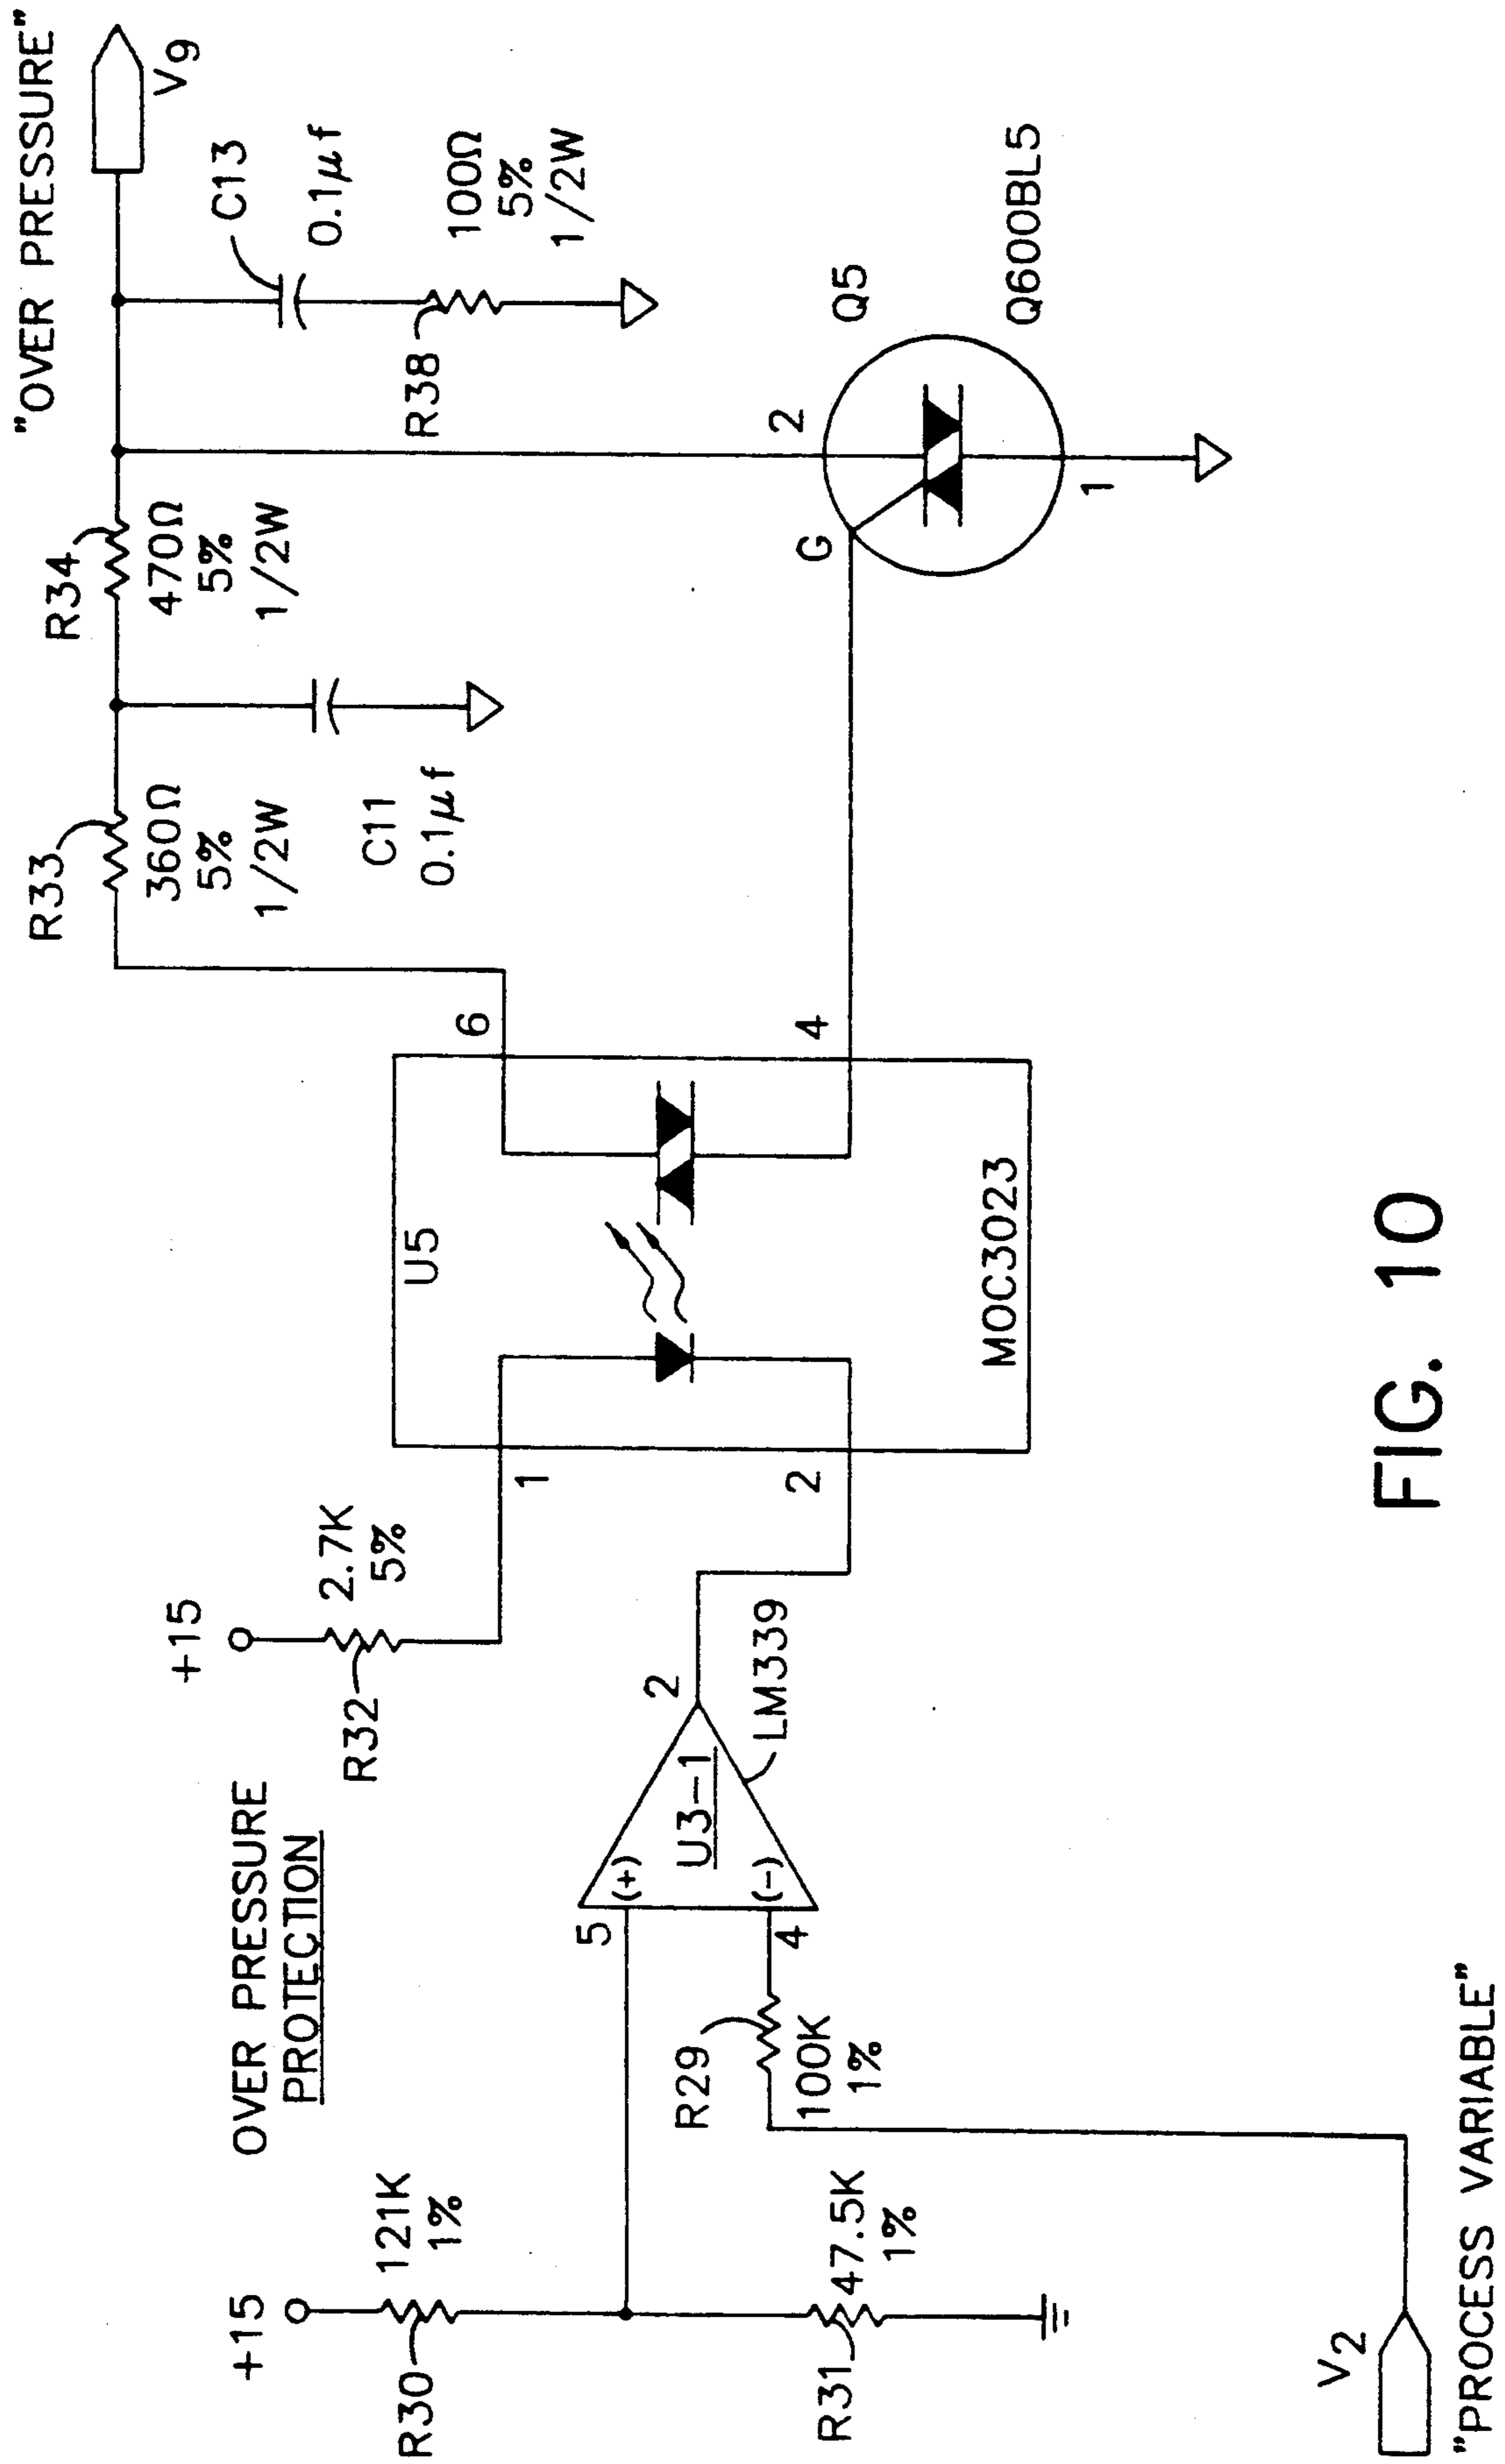 OVER PRESSURE
PROTECTION
+15
R30
121K
1%
R31
47.5K
1%
V2
"PROCESS VARIABLE"
R29
100K
1%
5
(+)
4
(-)
U3-1
2
LM339
+15
R32
2.7K
5%
1
2
U5
MOC3023
6
4
R33
360Ω
5%
1/2W
C11
0.1μf
R34
470Ω
5%
1/2W
"OVER PRESSURE"
V9
C13
0.1μf
R38
100Ω
5%
1/2W
2
G
1
Q5
Q600BL5
FIG. 10